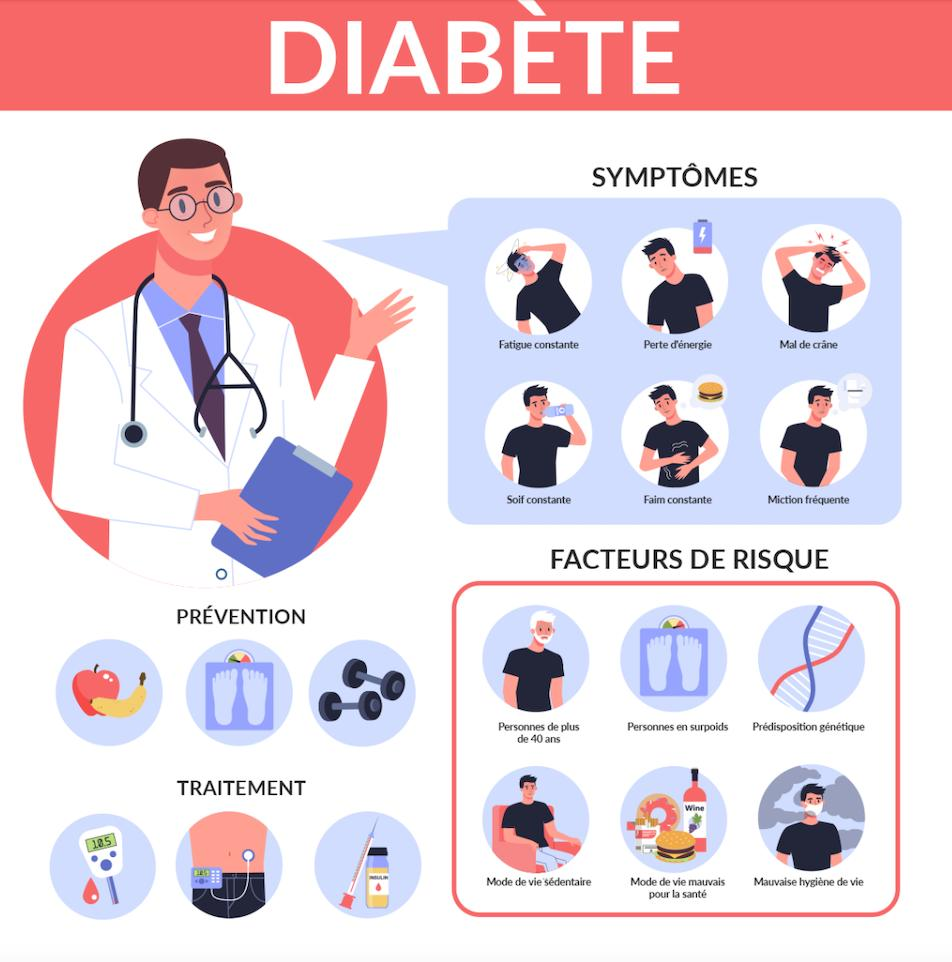 DIABÈTE
SYMPTÔMES
Fatigue constante
Perte d'énergie
Mal de crâne
Soif constante
Faim constante
Miction fréquente
FACTEURS DE RISQUE
Personnes de plus
de 40 ans
Personnes en surpoids
Prédisposition génétique
Wine
Mode de vie sédentaire
Mode de vie mauvais
pour la santé
Mauvaise hygiène de vie
PRÉVENTION
TRAITEMENT
10.5
INSULIN